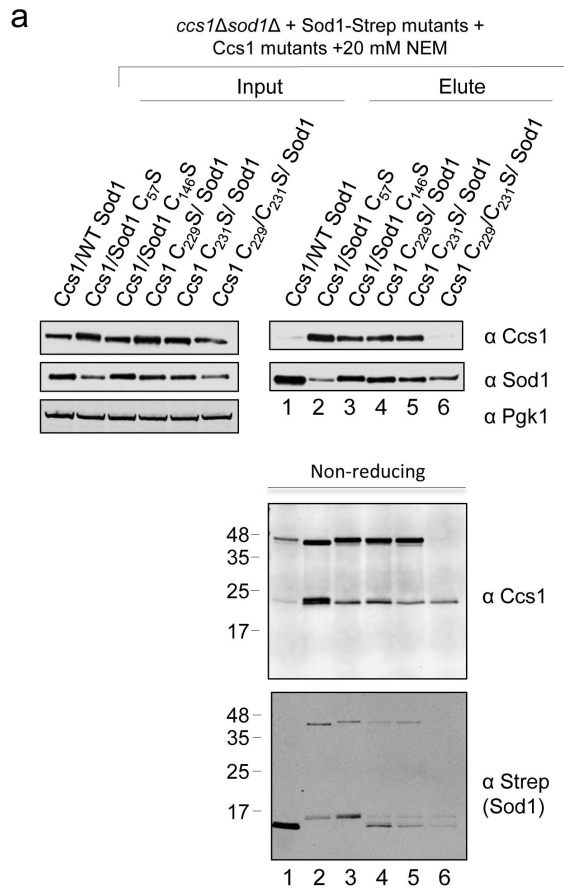 a
ccs1Δsod1Δ + Sod1-Strep mutants +
Ccs1 mutants +20 mM NEM
Input
Elute
Ccs1/WT Sod1
Ccs1/Sod1 C57S
Ccs1/Sod1 C146S
Ccs1 C229S/ Sod1
Ccs1 C231S/ Sod1
Ccs1 C229/C231S/ Sod1
Ccs1/WT Sod1
Ccs1/Sod1 C57S
Ccs1/Sod1 C146S
Ccs1 C229S/ Sod1
Ccs1 C231S/ Sod1
Ccs1 C229/C231S/ Sod1
α Ccs1
α Sod1
1 2 3 4 5 6
α Pgk1
Non-reducing
48
35
25
17
α Ccs1
48
35
25
17
α Strep
(Sod1)
1 2 3 4 5 6